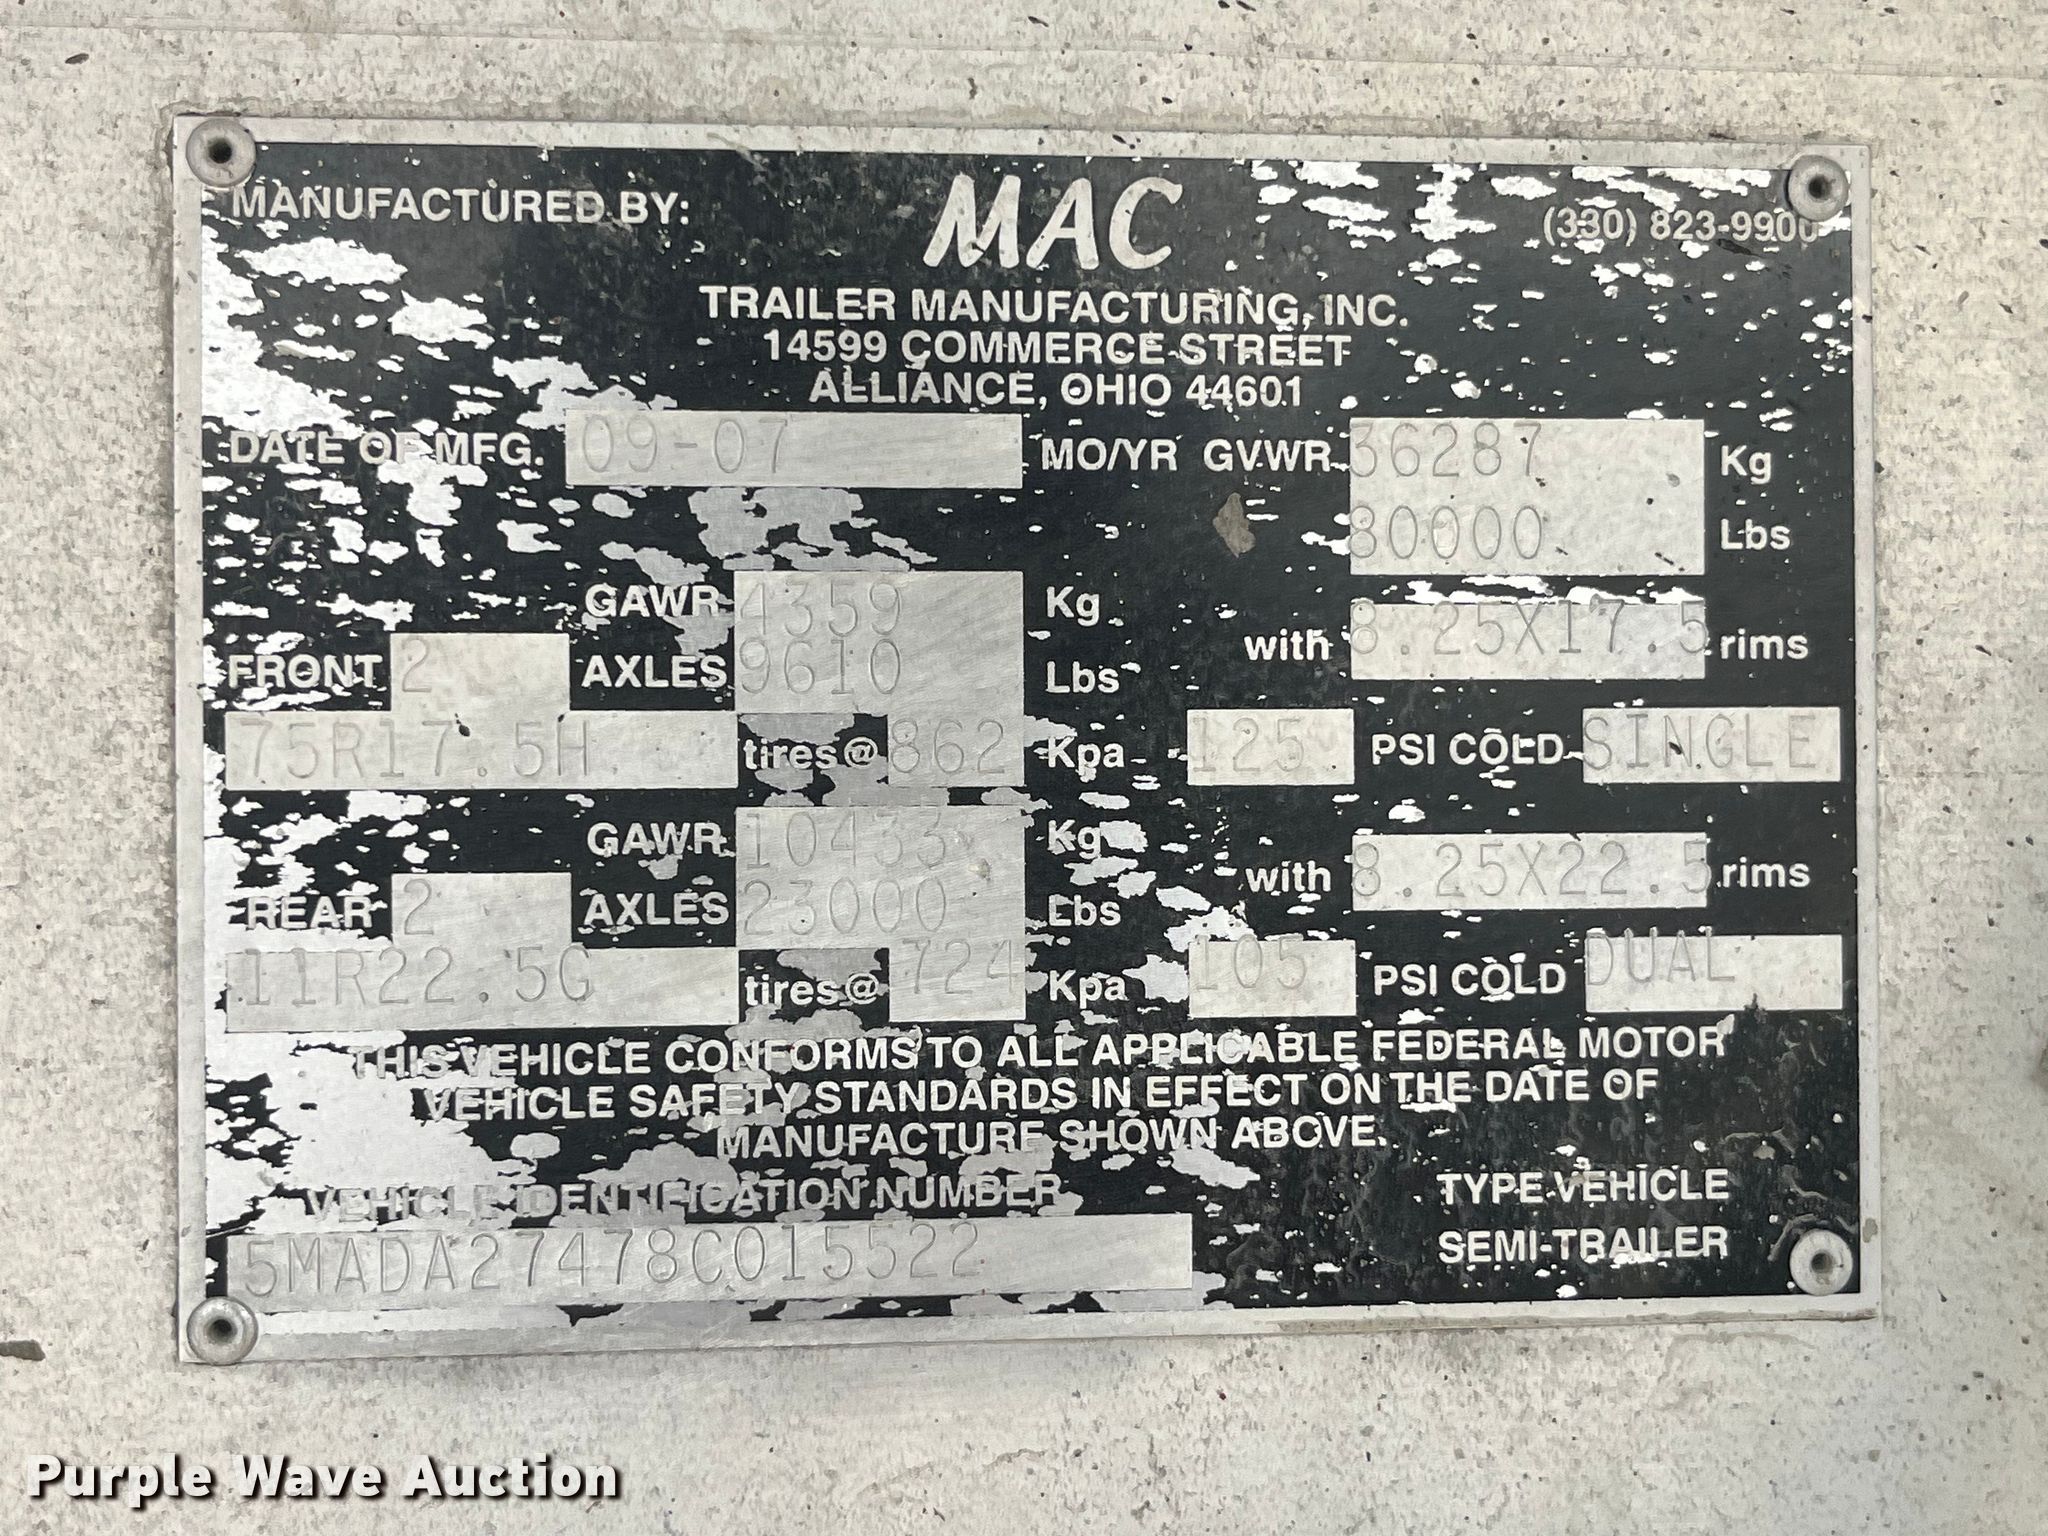 MANUFACTURED BY: MAC (330) 823-9900
TRAILER MANUFACTURING, INC.
14599 COMMERCE STREET
ALLIANCE, OHIO 44601
DATE OF MFG. 09-07 MO/YR GVWR 36287 Kg
80000 Lbs
GAWR 4359 Kg with 8.25X17.5 rims
FRONT 2 AXLES 9610 Lbs
75R17.5H tires@ 862 Kpa 125 PSI COLD SINGLE
GAWR 10433 Kg with 8.25X22.5 rims
REAR 2 AXLES 23000 Lbs
11R22.5G tires@ 724 Kpa 105 PSI COLD DUAL
THIS VEHICLE CONFORMS TO ALL APPLICABLE FEDERAL MOTOR
VEHICLE SAFETY STANDARDS IN EFFECT ON THE DATE OF
MANUFACTURE SHOWN ABOVE.
VEHICLE IDENTIFICATION NUMBER TYPE VEHICLE
5MADA27478C015522 SEMI-TRAILER
Purple Wave Auction